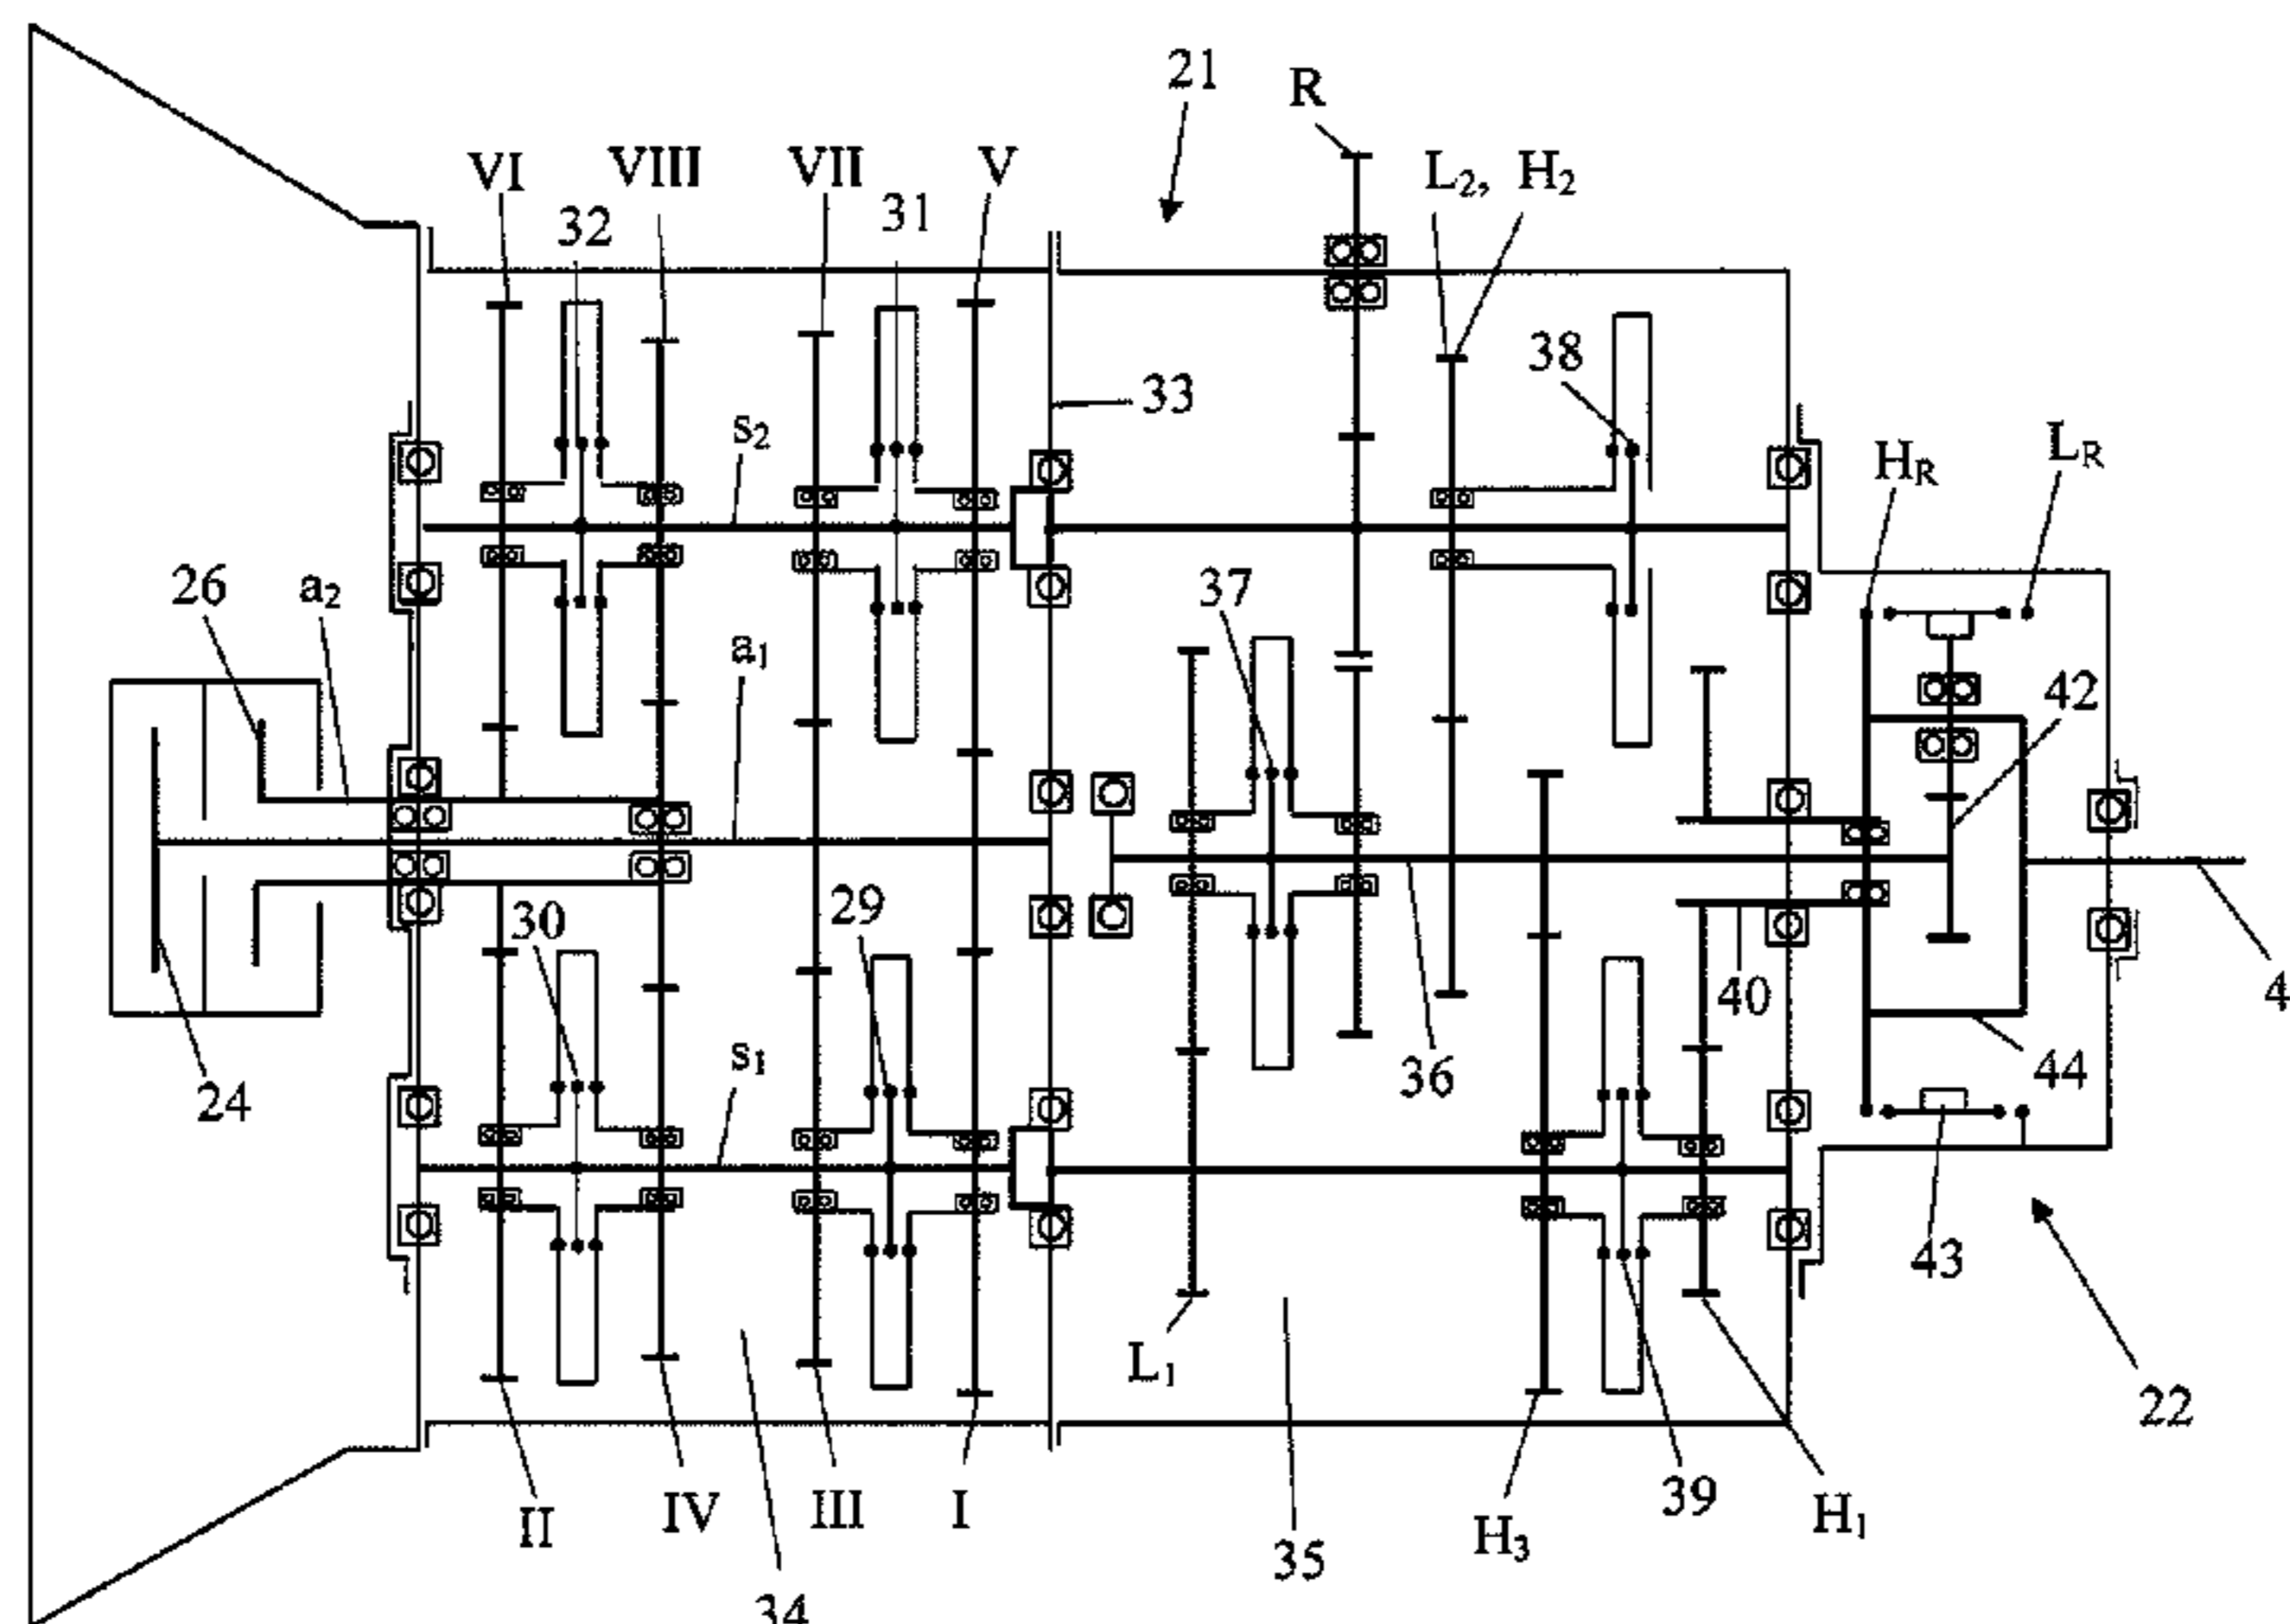 21
R
VI
VIII
VII
V
L₂, H₂
32
31
38
33
s₂
H_R
L_R
26
a₂
37
a₁
42
30
29
40
4
24
s₁
36
44
43
L₁
22
39
II
IV
III
I
H₃
H₁
35
34